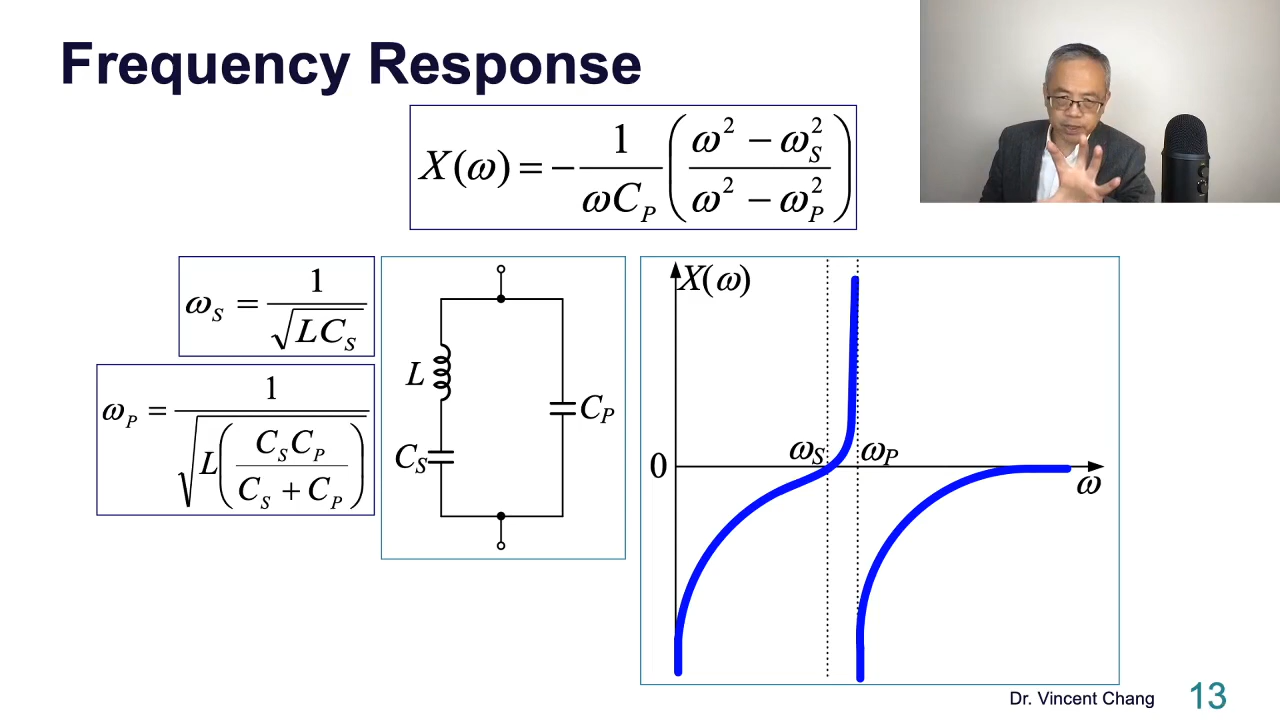 Frequency Response
X(ω) = - 1/(ωC_P) ((ω² - ω_S²)/(ω² - ω_P²))
ω_S = 1/√(LC_S)
ω_P = 1/√(L(C_S C_P/(C_S + C_P)))
L
C_S
C_P
X(ω)
0
ω_S
ω_P
ω
Dr. Vincent Chang
13